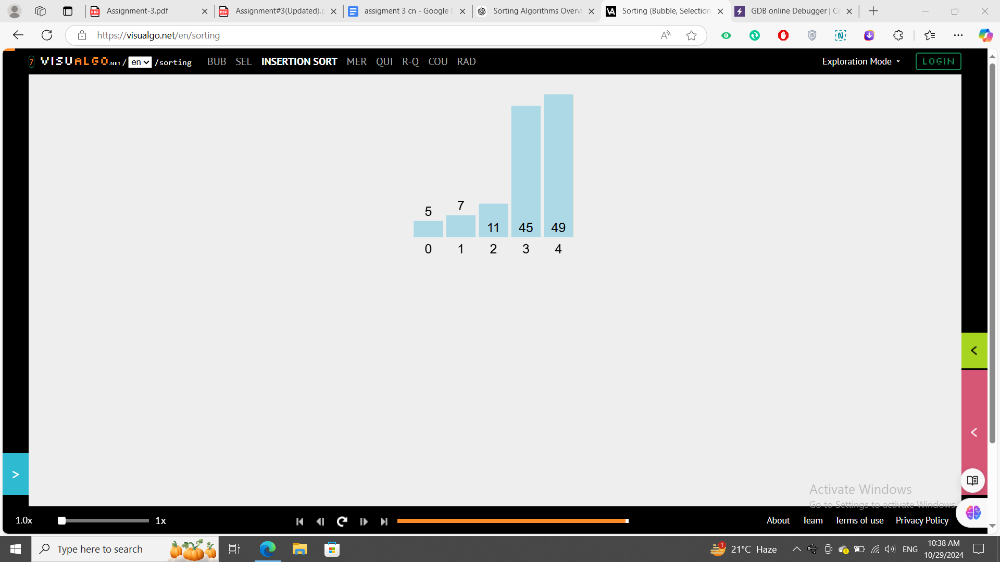 Assignment-3.pdf
Assignment#3(Updated).p
assigment 3 cn - Google D
Sorting Algorithms Overvi
Sorting (Bubble, Selection
GDB online Debugger | Co
https://visualgo.net/en/sorting
7 VISUALGO.NET / en /sorting
BUB SEL INSERTION SORT MER QUI R-Q COU RAD
Exploration Mode
LOGIN
5 7 11 45 49
0 1 2 3 4
Activate Windows
Go to Settings to activate Windows.
1.0x 1x
About Team Terms of use Privacy Policy
Type here to search
1
21°C Haze
ENG
10:38 AM
10/29/2024